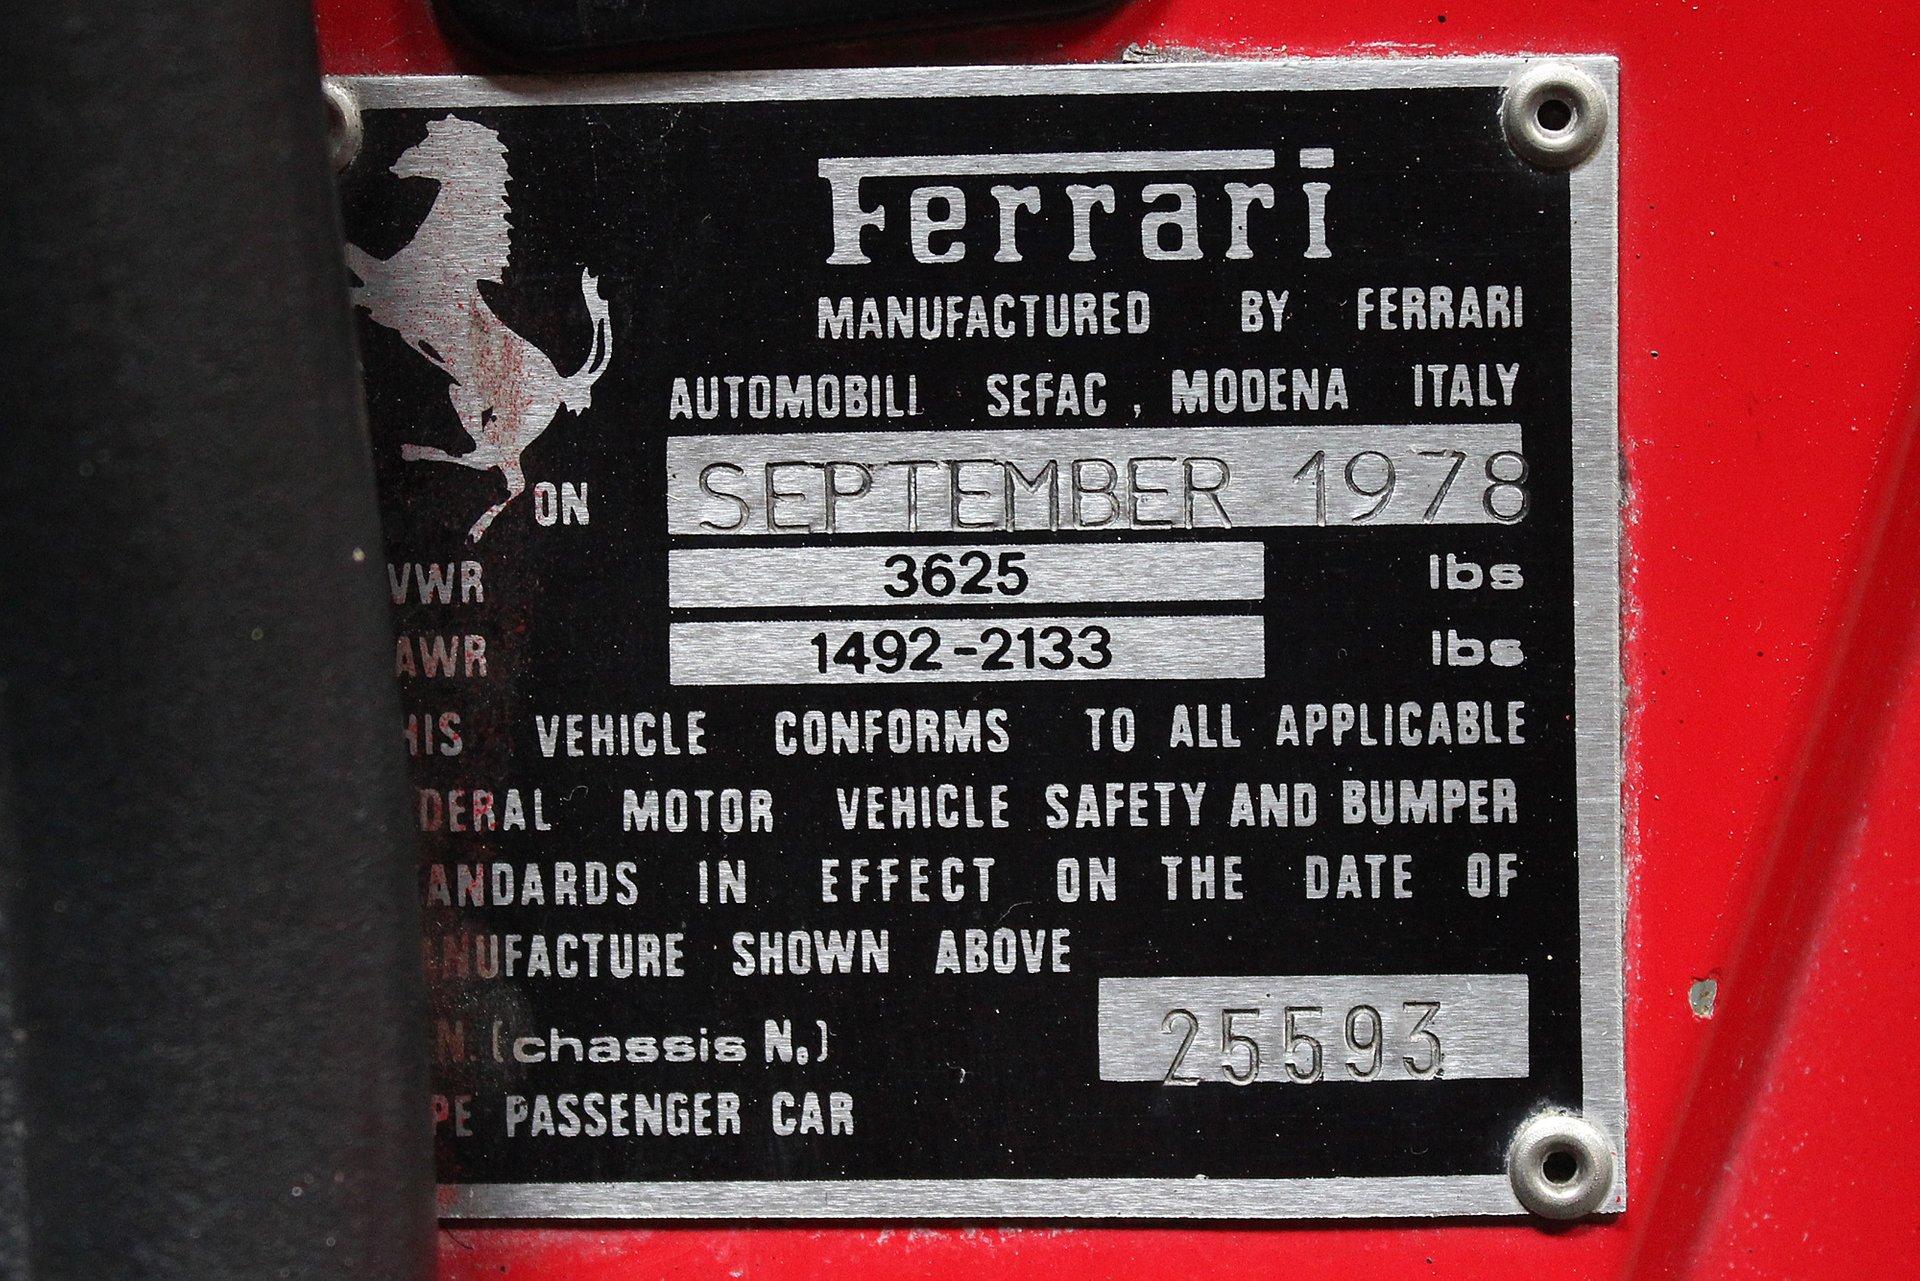 Ferrari
MANUFACTURED BY FERRARI
AUTOMOBILI SEFAC, MODENA ITALY
ON SEPTEMBER 1978
VWR 3625 lbs
AWR 1492-2133 lbs
HIS VEHICLE CONFORMS TO ALL APPLICABLE
DERAL MOTOR VEHICLE SAFETY AND BUMPER
ANDARDS IN EFFECT ON THE DATE OF
NUFACTURE SHOWN ABOVE
N. (chassis N.) 25593
PE PASSENGER CAR